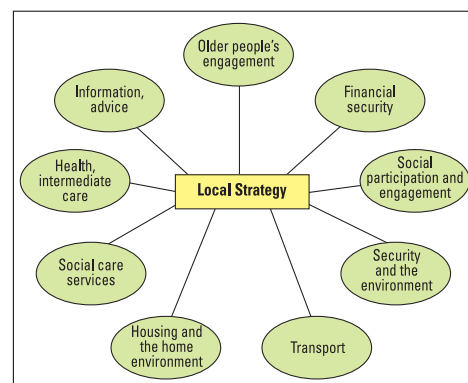 Older people's
engagement
Information,
advice
Financial
security
Health,
intermediate
care
Local Strategy
Social
participation and
engagement
Social care
services
Security
and the
environment
Housing and
the home
environment
Transport